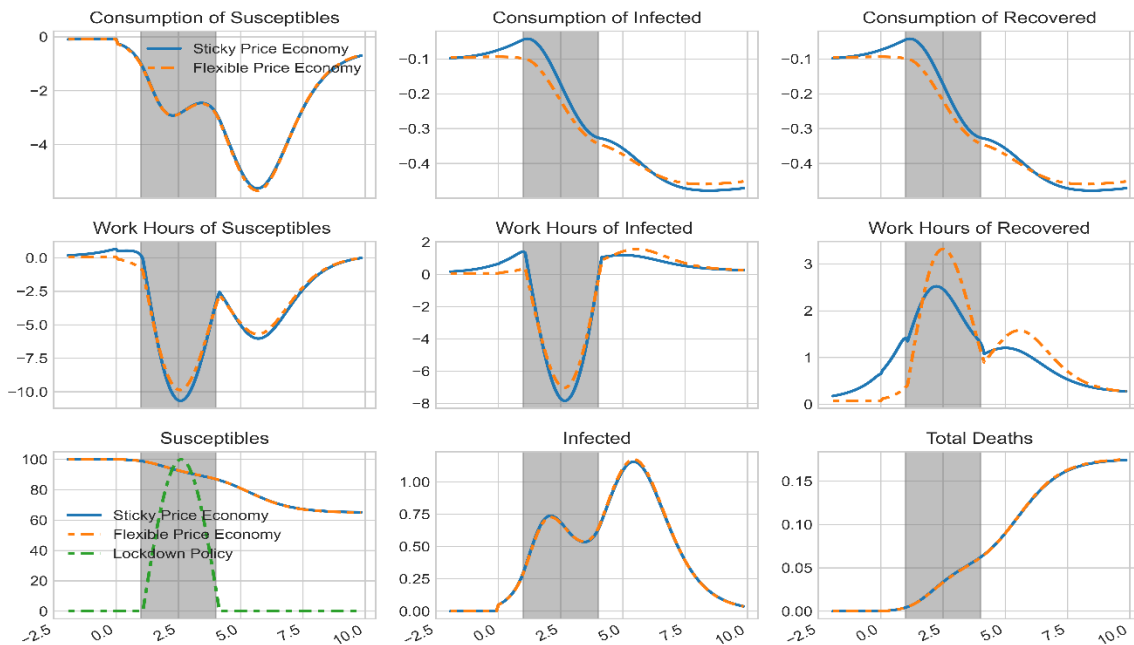 Consumption of Susceptibles
Consumption of Infected
Consumption of Recovered
0
−2
−4
Sticky Price Economy
Flexible Price Economy
−0.1
−0.2
−0.3
−0.4
−0.1
−0.2
−0.3
−0.4
Work Hours of Susceptibles
Work Hours of Infected
Work Hours of Recovered
0.0
−2.5
−5.0
−7.5
−10.0
2
0
−2
−4
−6
−8
3
2
1
0
Susceptibles
Infected
Total Deaths
100
80
60
40
20
0
Sticky Price Economy
Flexible Price Economy
Lockdown Policy
1.00
0.75
0.50
0.25
0.00
0.15
0.10
0.05
0.00
−2.5 0.0 2.5 5.0 7.5 10.0
−2.5 0.0 2.5 5.0 7.5 10.0
−2.5 0.0 2.5 5.0 7.5 10.0